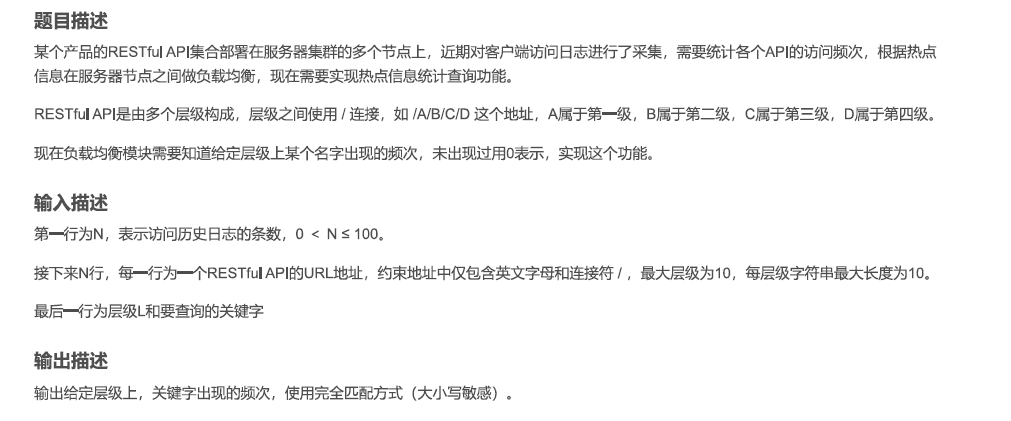 题目描述
某个产品的RESTful API集合部署在服务器集群的多个节点上，近期对客户端访问日志进行了采集，需要统计各个API的访问频次，根据热点
信息在服务器节点之间做负载均衡，现在需要实现热点信息统计查询功能。
RESTful API是由多个层级构成，层级之间使用 / 连接，如 /A/B/C/D 这个地址，A属于第一级，B属于第二级，C属于第三级，D属于第四级。
现在负载均衡模块需要知道给定层级上某个名字出现的频次，未出现过用0表示，实现这个功能。
输入描述
第一行为N，表示访问历史日志的条数，0 < N ≤ 100。
接下来N行，每一行为一个RESTful API的URL地址，约束地址中仅包含英文字母和连接符 / ，最大层级为10，每层级字符串最大长度为10。
最后一行为层级L和要查询的关键字
输出描述
输出给定层级上，关键字出现的频次，使用完全匹配方式（大小写敏感）。